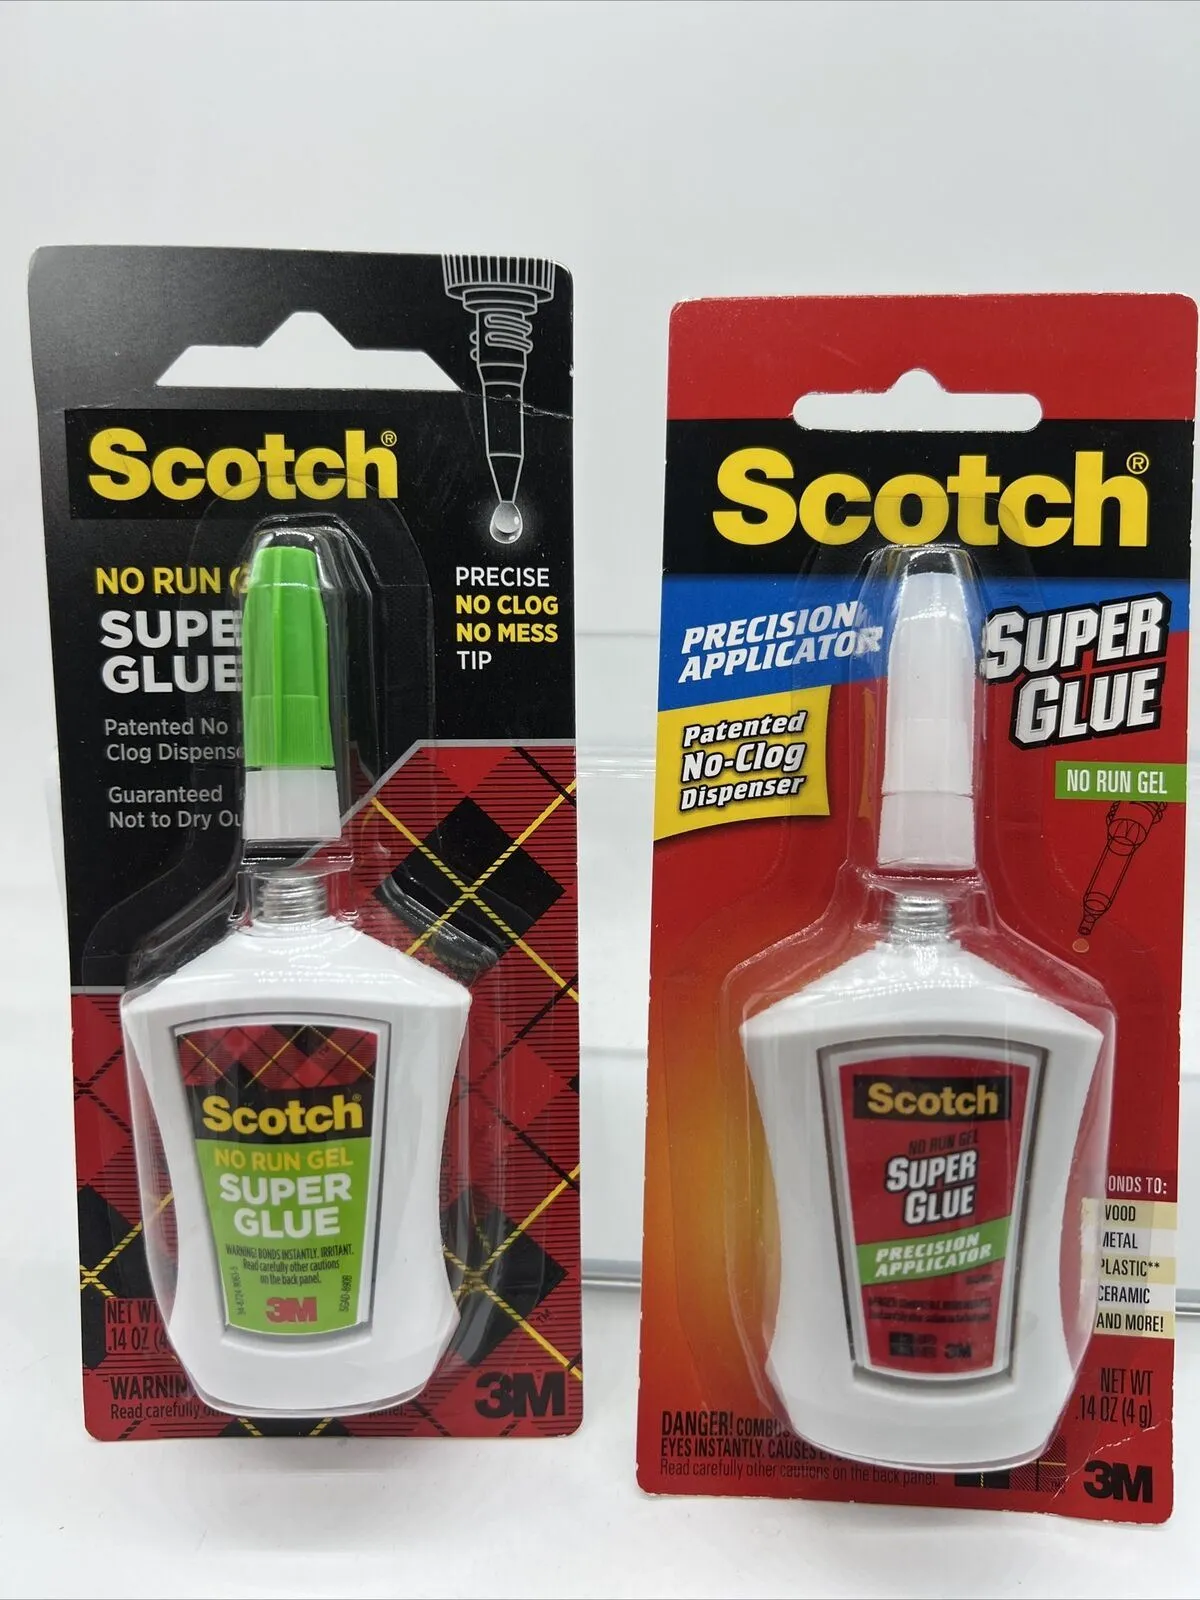 Scotch®
NO RUN
SUPE
GLUE
Patented No
Clog Dispens
Guaranteed
Not to Dry Ou
PRECISE
NO CLOG
NO MESS
TIP
Scotch®
NO RUN GEL
SUPER
GLUE
WARNING! BONDS INSTANTLY. IRRITANT.
Read carefully other cautions
on the back panel.
3M
NET WT
.14 OZ (4
WARNIN
Read carefully
panel.
3M
Scotch®
PRECISION
APPLICATOR
SUPER
GLUE
Patented
No-Clog
Dispenser
NO RUN GEL
Scotch
NO RUN GEL
SUPER
GLUE
PRECISION
APPLICATOR
3M
ONDS TO:
WOOD
METAL
PLASTIC**
CERAMIC
AND MORE!
NET WT
.14 OZ (4 g)
DANGER! COMBU
EYES INSTANTLY. CAUSES
Read carefully other cautions on the back panel.
3M